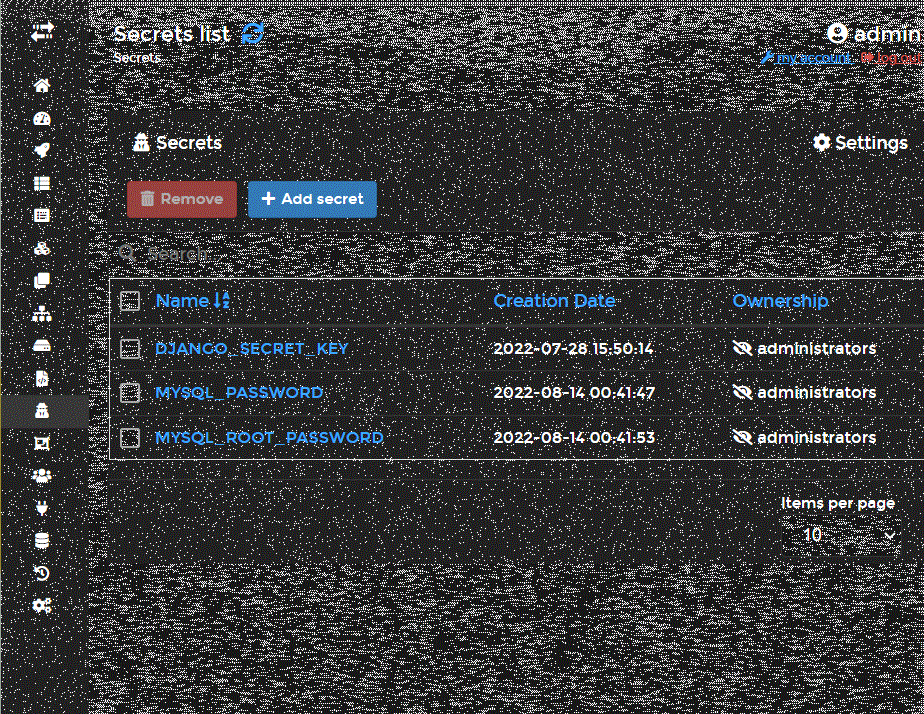 Secrets list
admin
Secrets
my account log out
Secrets
Settings
Remove
Add secret
Search
Name Creation Date Ownership
DJANGO_SECRET_KEY 2022-07-28 15:50:14 administrators
MYSQL_PASSWORD 2022-08-14 00:41:47 administrators
MYSQL_ROOT_PASSWORD 2022-08-14 00:41:53 administrators
Items per page
10